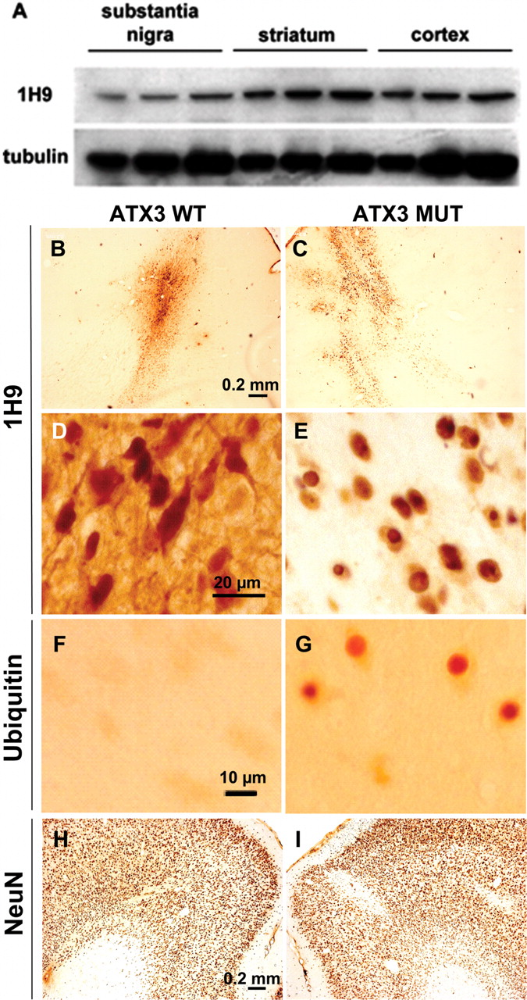 A
substantia
nigra
striatum
cortex
1H9
tubulin
ATX3 WT
ATX3 MUT
1H9
B
0.2 mm
C
D
20 µm
E
Ubiquitin
F
10 µm
G
NeuN
H
0.2 mm
I